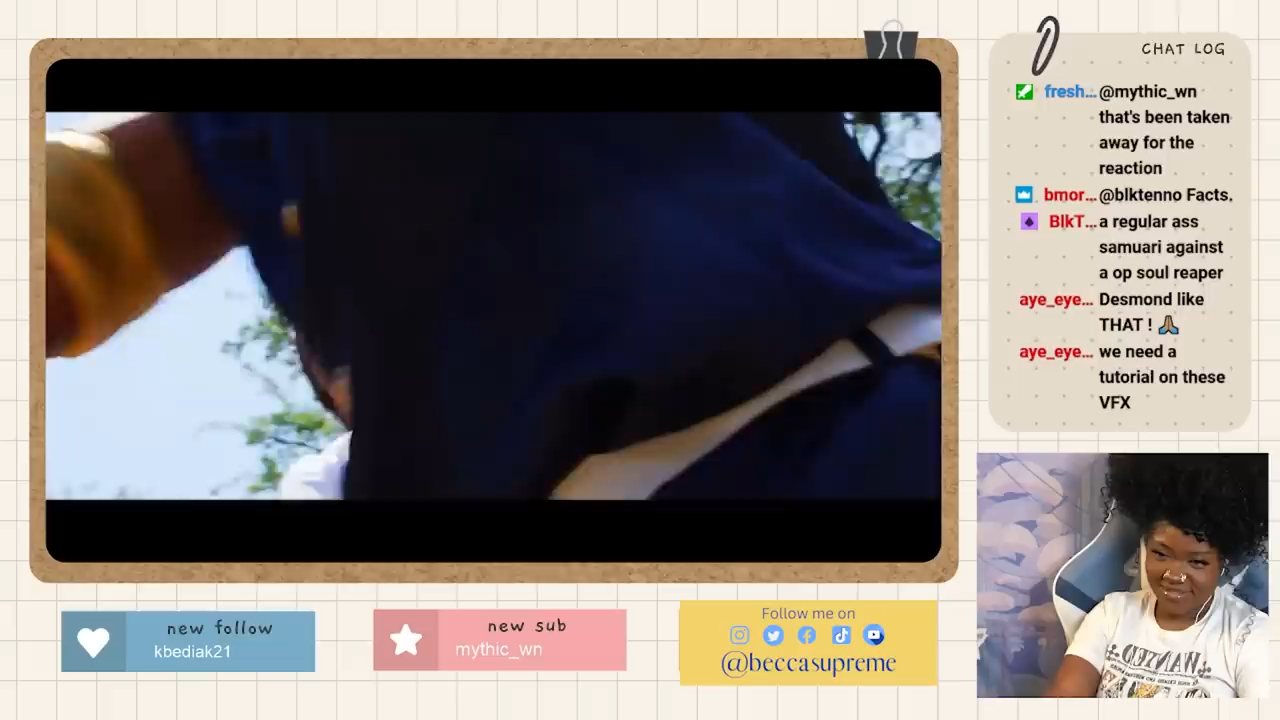 CHAT LOG
fresh... @mythic_wn
that's been taken
away for the
reaction
bmor... @blktenno Facts.
BlkT... a regular ass
samuari against
a op soul reaper
aye_eye... Desmond like
THAT ! 🙏🏽
aye_eye... we need a
tutorial on these
VFX
new follow
kbediak21
new sub
mythic_wn
Follow me on
@beccasupreme
WANTED